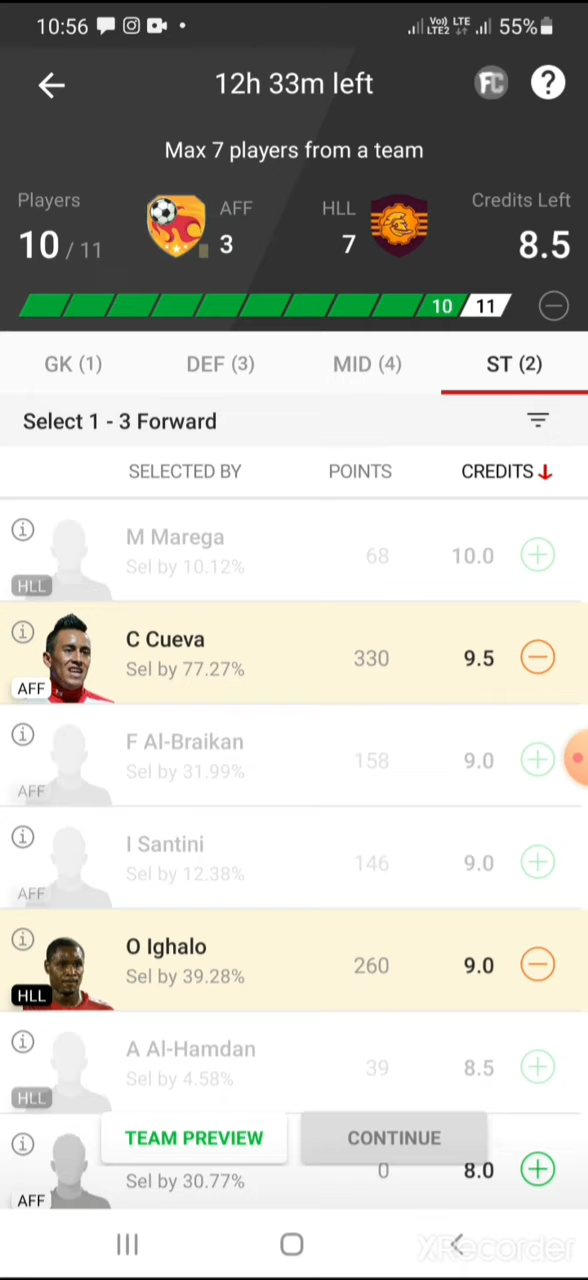 10:56
Vo) LTE
LTE2
55%
12h 33m left
FC
?
Max 7 players from a team
Players
AFF
HLL
Credits Left
10 / 11
3
7
8.5
10
11
GK (1)
DEF (3)
MID (4)
ST (2)
Select 1 - 3 Forward
SELECTED BY
POINTS
CREDITS
M Marega
Sel by 10.12%
68
10.0
HLL
C Cueva
Sel by 77.27%
330
9.5
AFF
F Al-Braikan
Sel by 31.99%
158
9.0
AFF
I Santini
Sel by 12.38%
146
9.0
AFF
O Ighalo
Sel by 39.28%
260
9.0
HLL
A Al-Hamdan
Sel by 4.58%
39
8.5
HLL
TEAM PREVIEW
CONTINUE
Sel by 30.77%
0
8.0
AFF
XRecorder